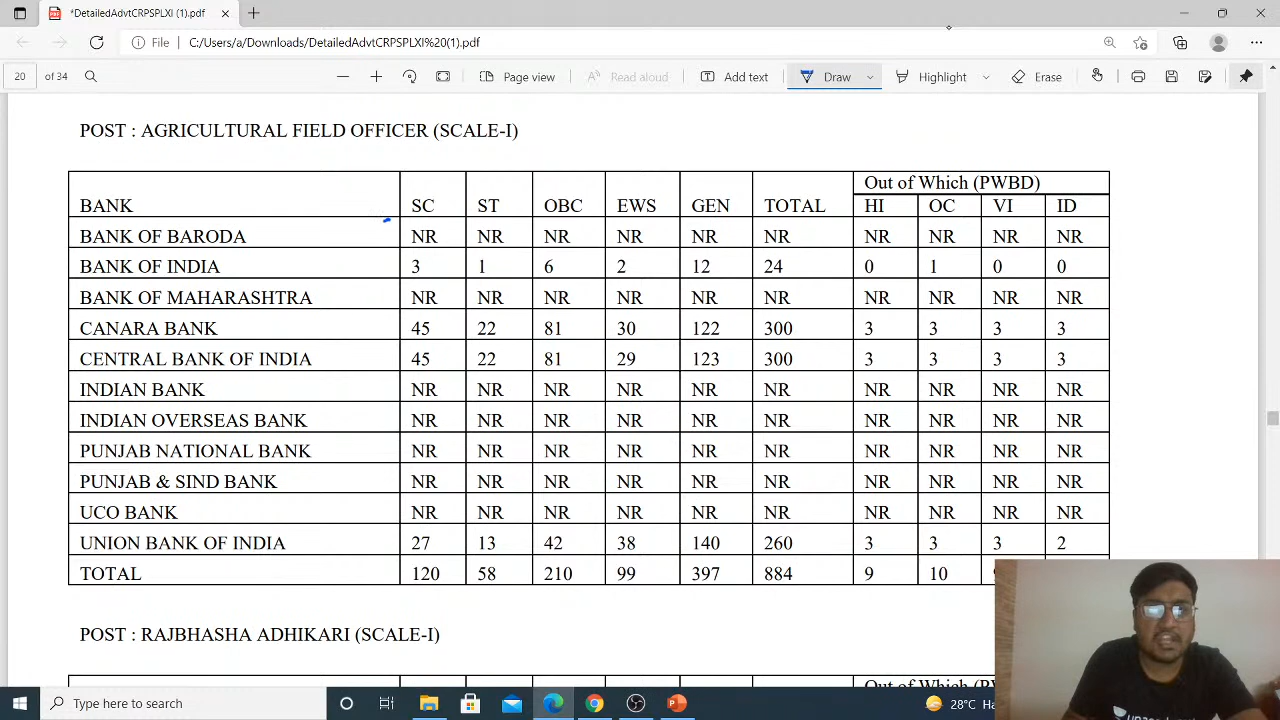 *DetailedAdvtCRPSPLXI (1).pdf
File C:/Users/a/Downloads/DetailedAdvtCRPSPLXI%20(1).pdf
20 of 34 Page view Read aloud Add text Draw Highlight Erase
POST : AGRICULTURAL FIELD OFFICER (SCALE-I)
Out of Which (PWBD)
BANK SC ST OBC EWS GEN TOTAL HI OC VI ID
BANK OF BARODA NR NR NR NR NR NR NR NR NR NR
BANK OF INDIA 3 1 6 2 12 24 0 1 0 0
BANK OF MAHARASHTRA NR NR NR NR NR NR NR NR NR NR
CANARA BANK 45 22 81 30 122 300 3 3 3 3
CENTRAL BANK OF INDIA 45 22 81 29 123 300 3 3 3 3
INDIAN BANK NR NR NR NR NR NR NR NR NR NR
INDIAN OVERSEAS BANK NR NR NR NR NR NR NR NR NR NR
PUNJAB NATIONAL BANK NR NR NR NR NR NR NR NR NR NR
PUNJAB & SIND BANK NR NR NR NR NR NR NR NR NR NR
UCO BANK NR NR NR NR NR NR NR NR NR NR
UNION BANK OF INDIA 27 13 42 38 140 260 3 3 3 2
TOTAL 120 58 210 99 397 884 9 10
POST : RAJBHASHA ADHIKARI (SCALE-I)
Out of Which
Type here to search 28°C